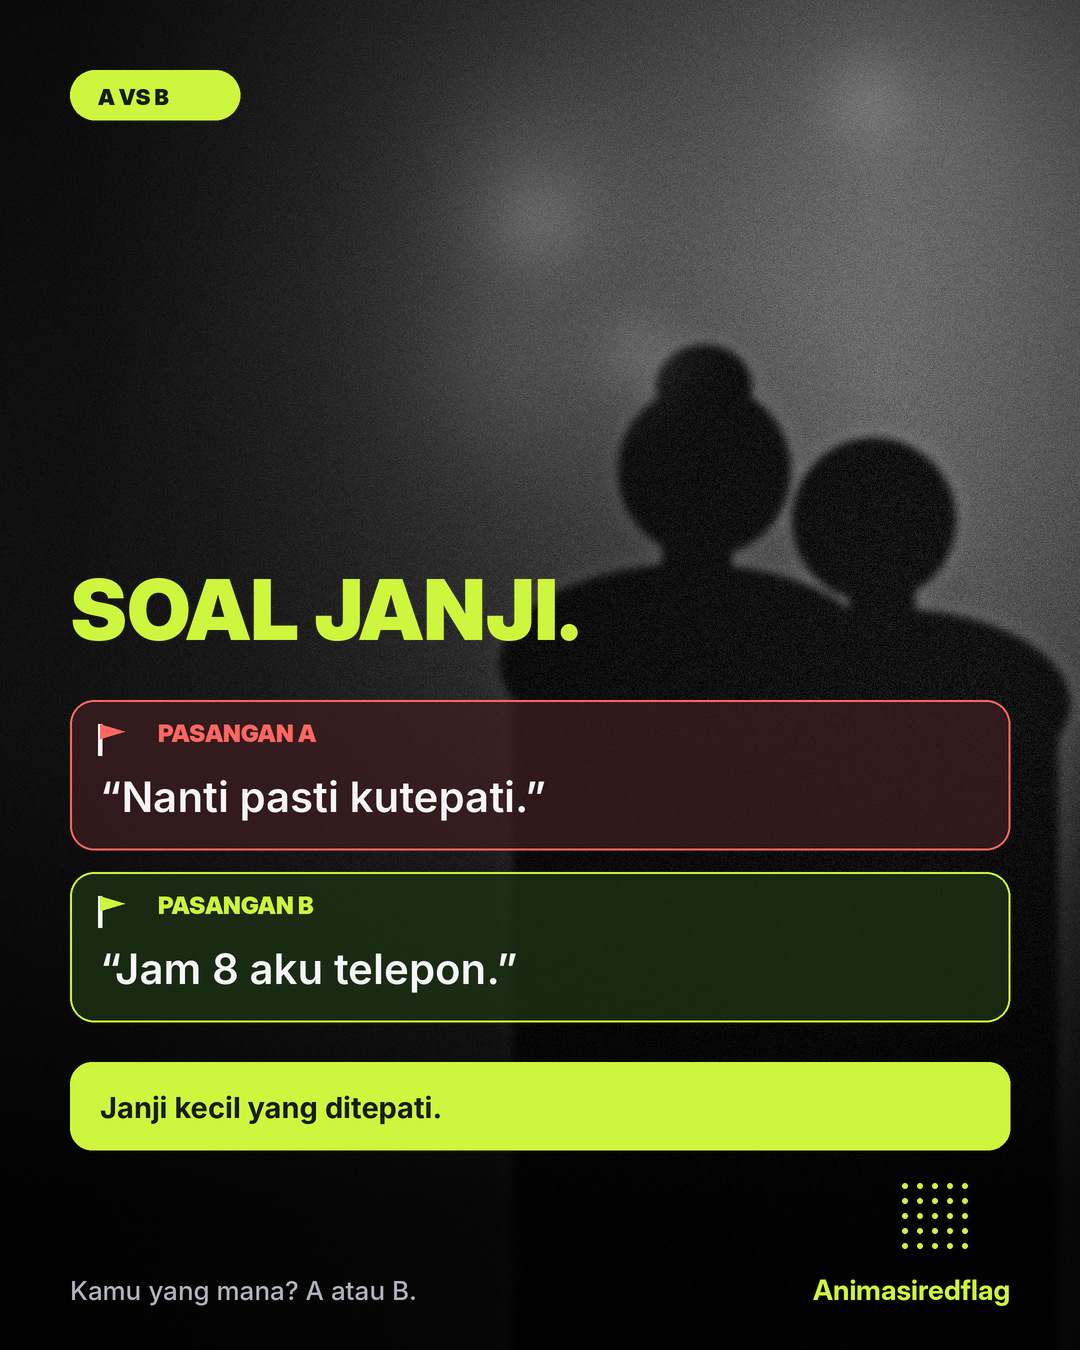 A VS B
SOAL JANJI.
PASANGAN A
“Nanti pasti kutepati.”
PASANGAN B
“Jam 8 aku telepon.”
Janji kecil yang ditepati.
Kamu yang mana? A atau B.
Animasiredflag